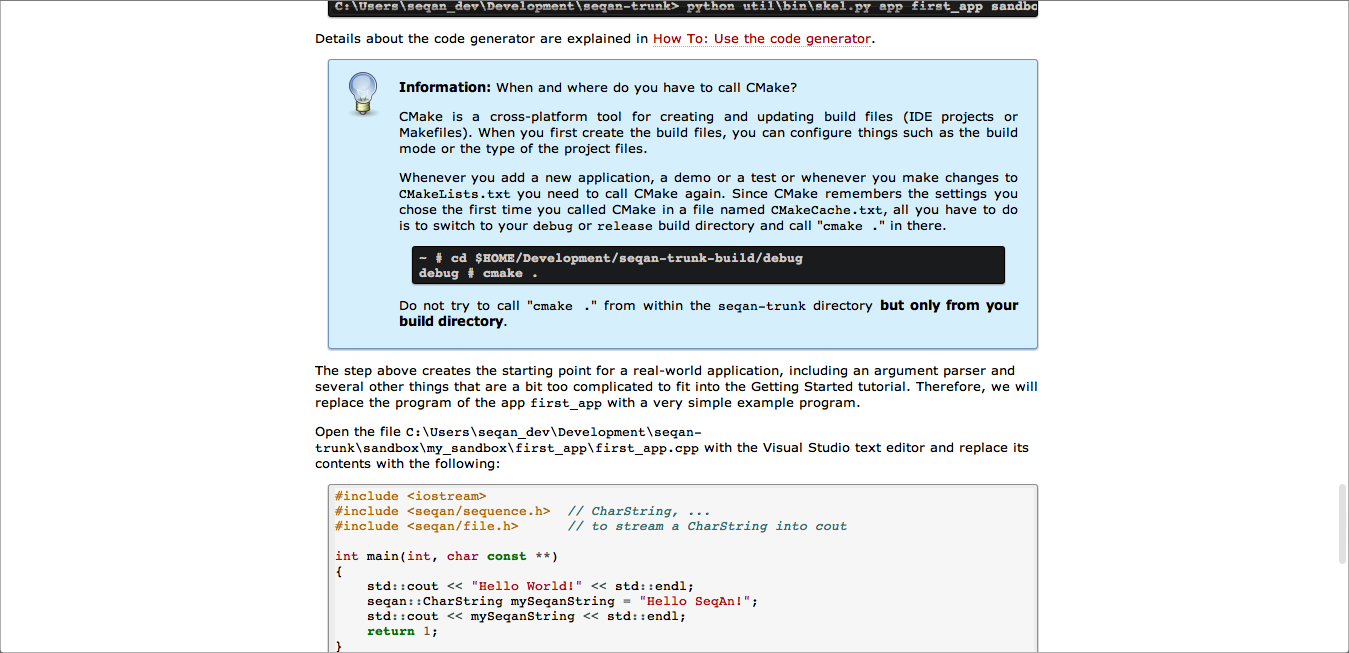 C:\Users\seqan_dev\Development\seqan-trunk> python util\bin\skel.py app first_app sandbo
Details about the code generator are explained in How To: Use the code generator.
Information: When and where do you have to call CMake?
CMake is a cross-platform tool for creating and updating build files (IDE projects or
Makefiles). When you first create the build files, you can configure things such as the build
mode or the type of the project files.
Whenever you add a new application, a demo or a test or whenever you make changes to
CMakeLists.txt you need to call CMake again. Since CMake remembers the settings you
chose the first time you called CMake in a file named CMakeCache.txt, all you have to do
is to switch to your debug or release build directory and call "cmake ." in there.
~ # cd $HOME/Development/seqan-trunk-build/debug
debug # cmake .
Do not try to call "cmake ." from within the seqan-trunk directory but only from your
build directory.
The step above creates the starting point for a real-world application, including an argument parser and
several other things that are a bit too complicated to fit into the Getting Started tutorial. Therefore, we will
replace the program of the app first_app with a very simple example program.
Open the file C:\Users\seqan_dev\Development\seqan-
trunk\sandbox\my_sandbox\first_app\first_app.cpp with the Visual Studio text editor and replace its
contents with the following:
#include <iostream>
#include <seqan/sequence.h>  // CharString, ...
#include <seqan/file.h>      // to stream a CharString into cout
int main(int, char const **)
{
    std::cout << "Hello World!" << std::endl;
    seqan::CharString mySeqanString = "Hello SeqAn!";
    std::cout << mySeqanString << std::endl;
    return 1;
}